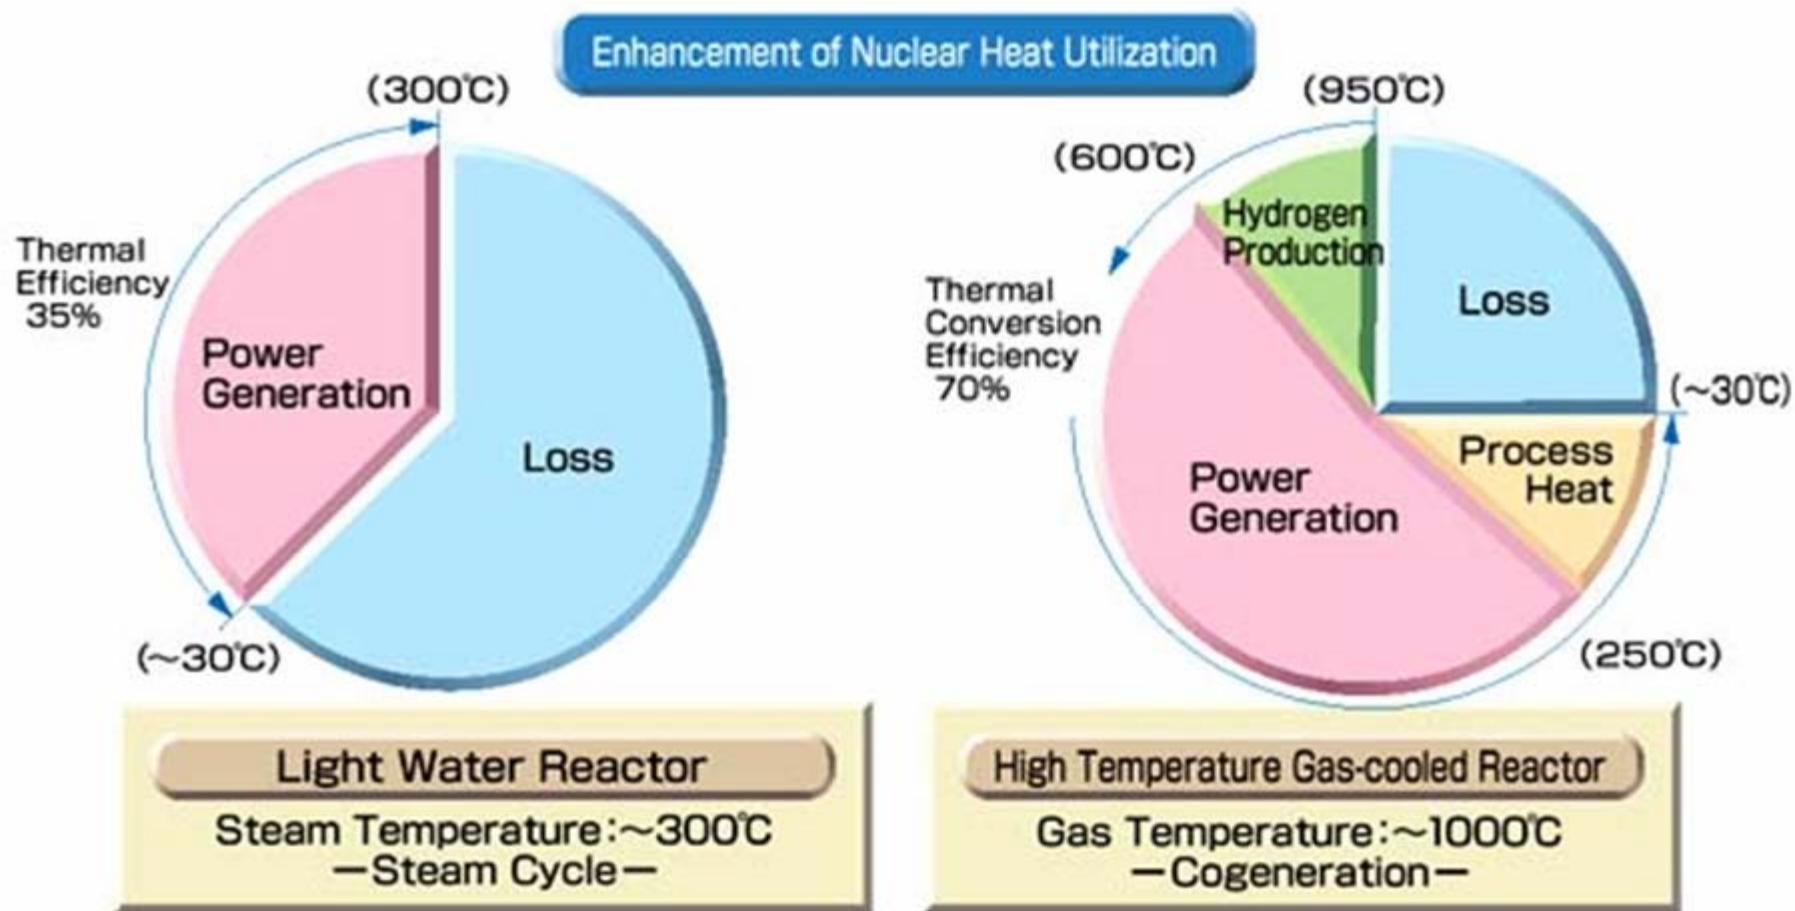 Enhancement of Nuclear Heat Utilization
(300℃)
Thermal
Efficiency
35%
Power
Generation
Loss
(~30℃)
Light Water Reactor
Steam Temperature:~300℃
—Steam Cycle—
(950℃)
(600℃)
Hydrogen
Production
Loss
Thermal
Conversion
Efficiency
70%
(~30℃)
Process
Heat
Power
Generation
(250℃)
High Temperature Gas-cooled Reactor
Gas Temperature:~1000℃
—Cogeneration—